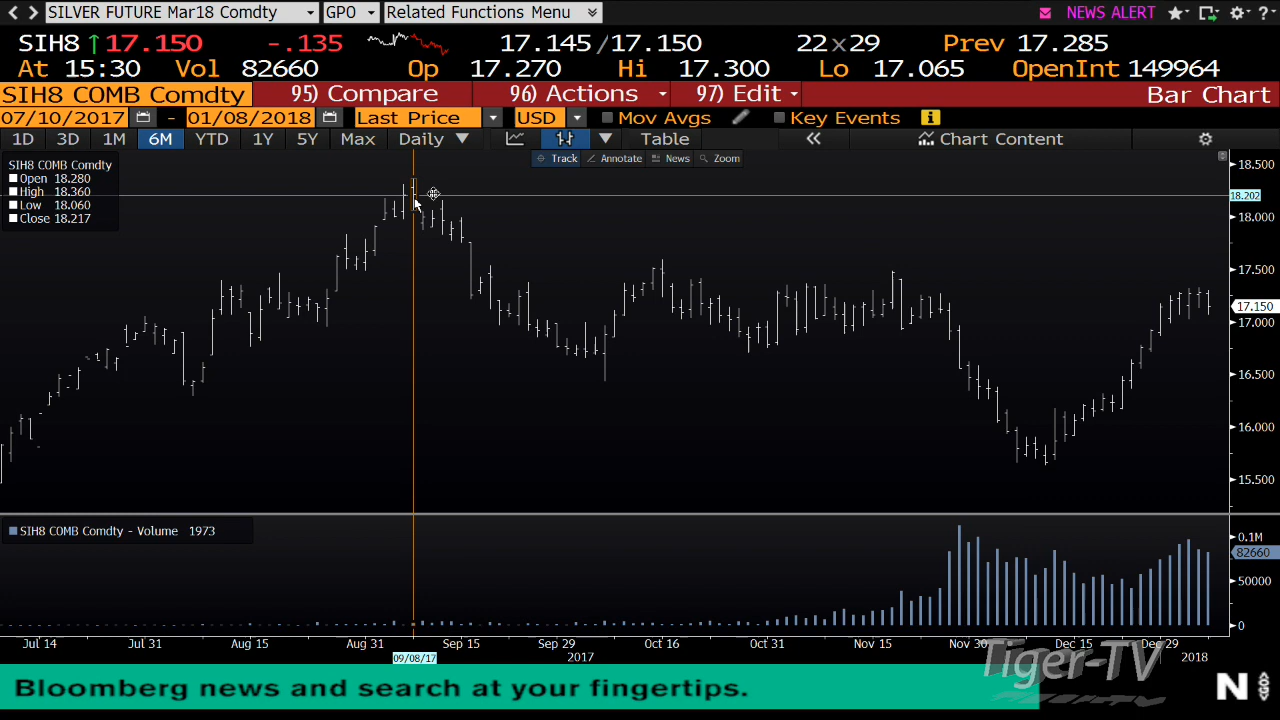 SILVER FUTURE Mar18 Comdty GPO Related Functions Menu NEWS ALERT ?
SIH8 ↑17.150 -.135 17.145/17.150 22x29 Prev 17.285
At 15:30 Vol 82660 Op 17.270 Hi 17.300 Lo 17.065 OpenInt 149964
SIH8 COMB Comdty 95) Compare 96) Actions 97) Edit Bar Chart
07/10/2017 - 01/08/2018 Last Price USD Mov Avgs Key Events i
1D 3D 1M 6M YTD 1Y 5Y Max Daily Table « Chart Content
Track Annotate News Zoom
SIH8 COMB Comdty
Open 18.280
High 18.360
Low 18.060
Close 18.217
18.500
18.202
18.000
17.500
17.150
17.000
16.500
16.000
15.500
SIH8 COMB Comdty - Volume 1973
0.1M
82660
50000
0
Jul 14 Jul 31 Aug 15 Aug 31 Sep 15 Sep 29 Oct 16 Oct 31 Nov 15 Nov 30 Dec 15 Dec 29
09/08/17 2017 2018
Tiger-TV
Bloomberg news and search at your fingertips.
N